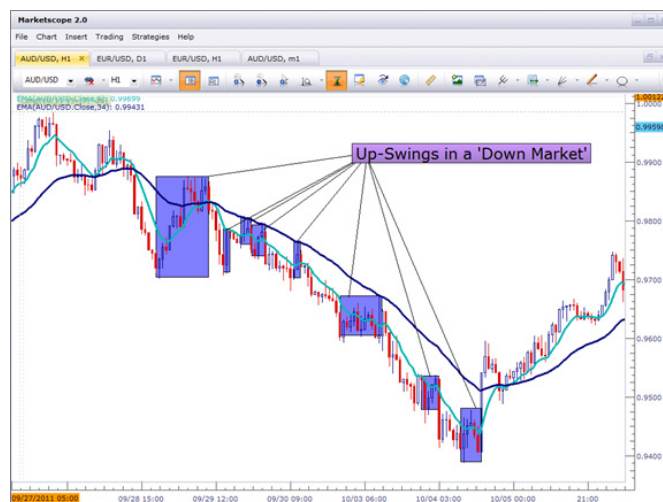 Marketscope 2.0
File Chart Insert Trading Strategies Help
AUD/USD, H1 EUR/USD, D1 EUR/USD, H1 AUD/USD, m1
AUD/USD H1
EMA(AUD/USD.Close,34): 0.99431
Up-Swings in a 'Down Market'
1.0000
0.99598
0.9900
0.9800
0.9700
0.9600
0.9500
0.9400
09/27/2011 05:00 09/28 15:00 09/29 12:00 09/30 09:00 10/03 06:00 10/04 03:00 10/05 00:00 21:00